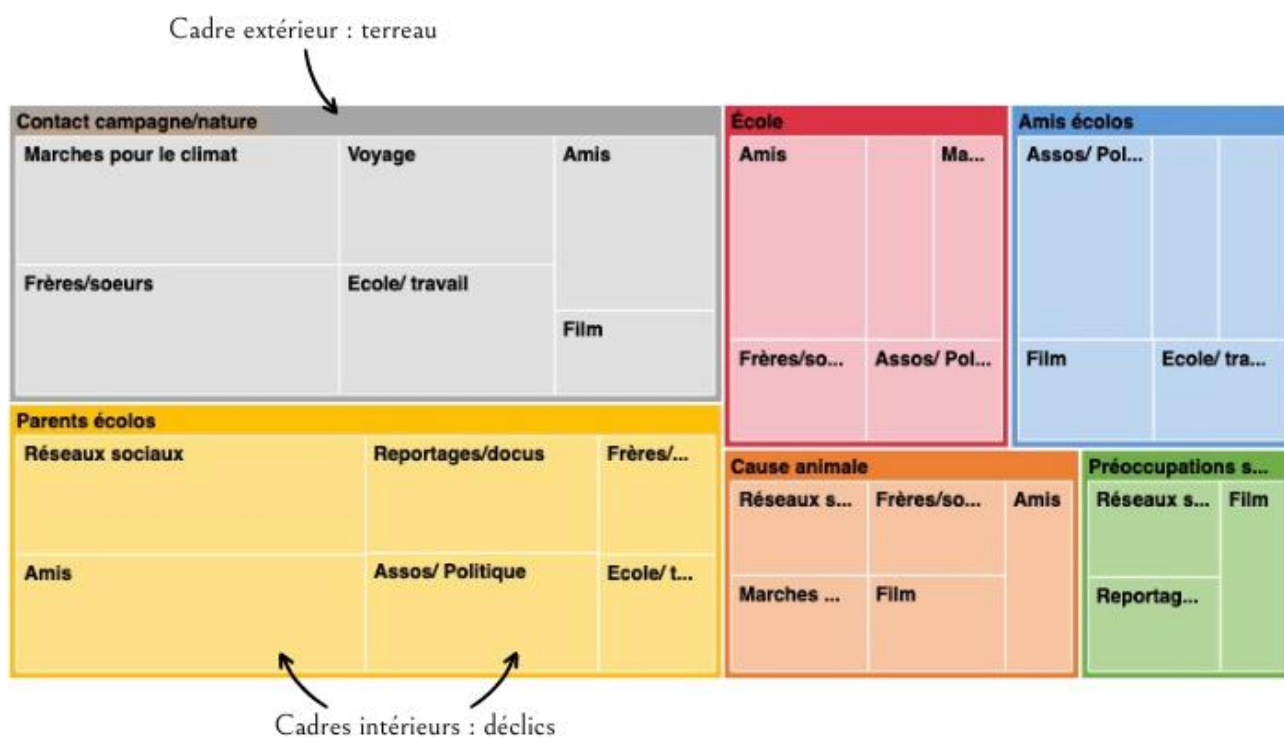 Cadre extérieur : terreau
Contact campagne/nature
Marches pour le climat
Voyage
Amis
Frères/soeurs
Ecole/ travail
Film
École
Amis
Ma...
Frères/so...
Assos/ Pol...
Amis écolos
Assos/ Pol...
Film
Ecole/ tra...
Parents écolos
Réseaux sociaux
Reportages/docus
Frères/...
Amis
Assos/ Politique
Ecole/ t...
Cause animale
Réseaux s...
Frères/so...
Amis
Marches ...
Film
Préoccupations s...
Réseaux s...
Film
Reportag...
Cadres intérieurs : déclics